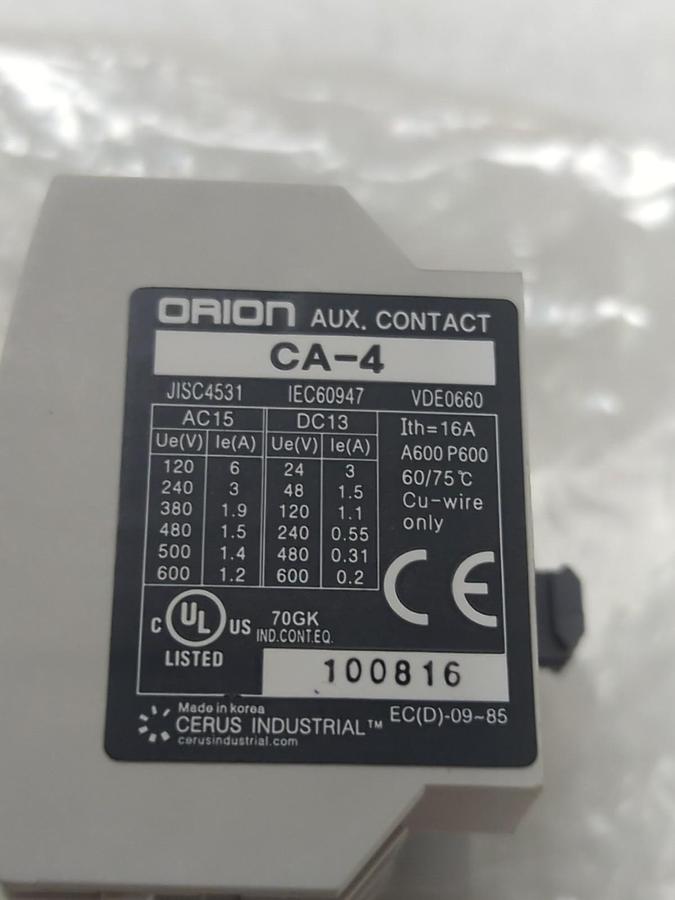 ORION AUX. CONTACT
CA-4
JISC4531 IEC60947 VDE0660
AC15 DC13
Ue(V) Ie(A) Ue(V) Ie(A)
120 6 24 3
240 3 48 1.5
380 1.9 120 1.1
480 1.5 240 0.55
500 1.4 480 0.31
600 1.2 600 0.2
Ith=16A
A600 P600
60/75℃
Cu-wire
only
CE
C UL US
LISTED
70GK
IND.CONT.EQ.
100816
Made in korea
CERUS INDUSTRIAL™
cerusindustrial.com
EC(D)-09~85